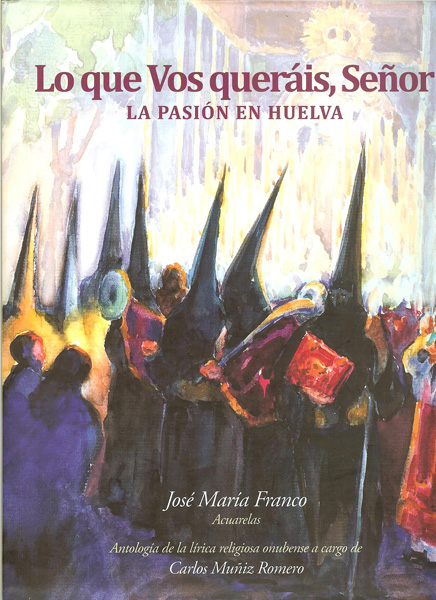 Lo que Vos queráis, Señor
LA PASIÓN EN HUELVA
José María Franco
Acuarelas
Antología de la lírica religiosa onubense a cargo de
Carlos Muñiz Romero